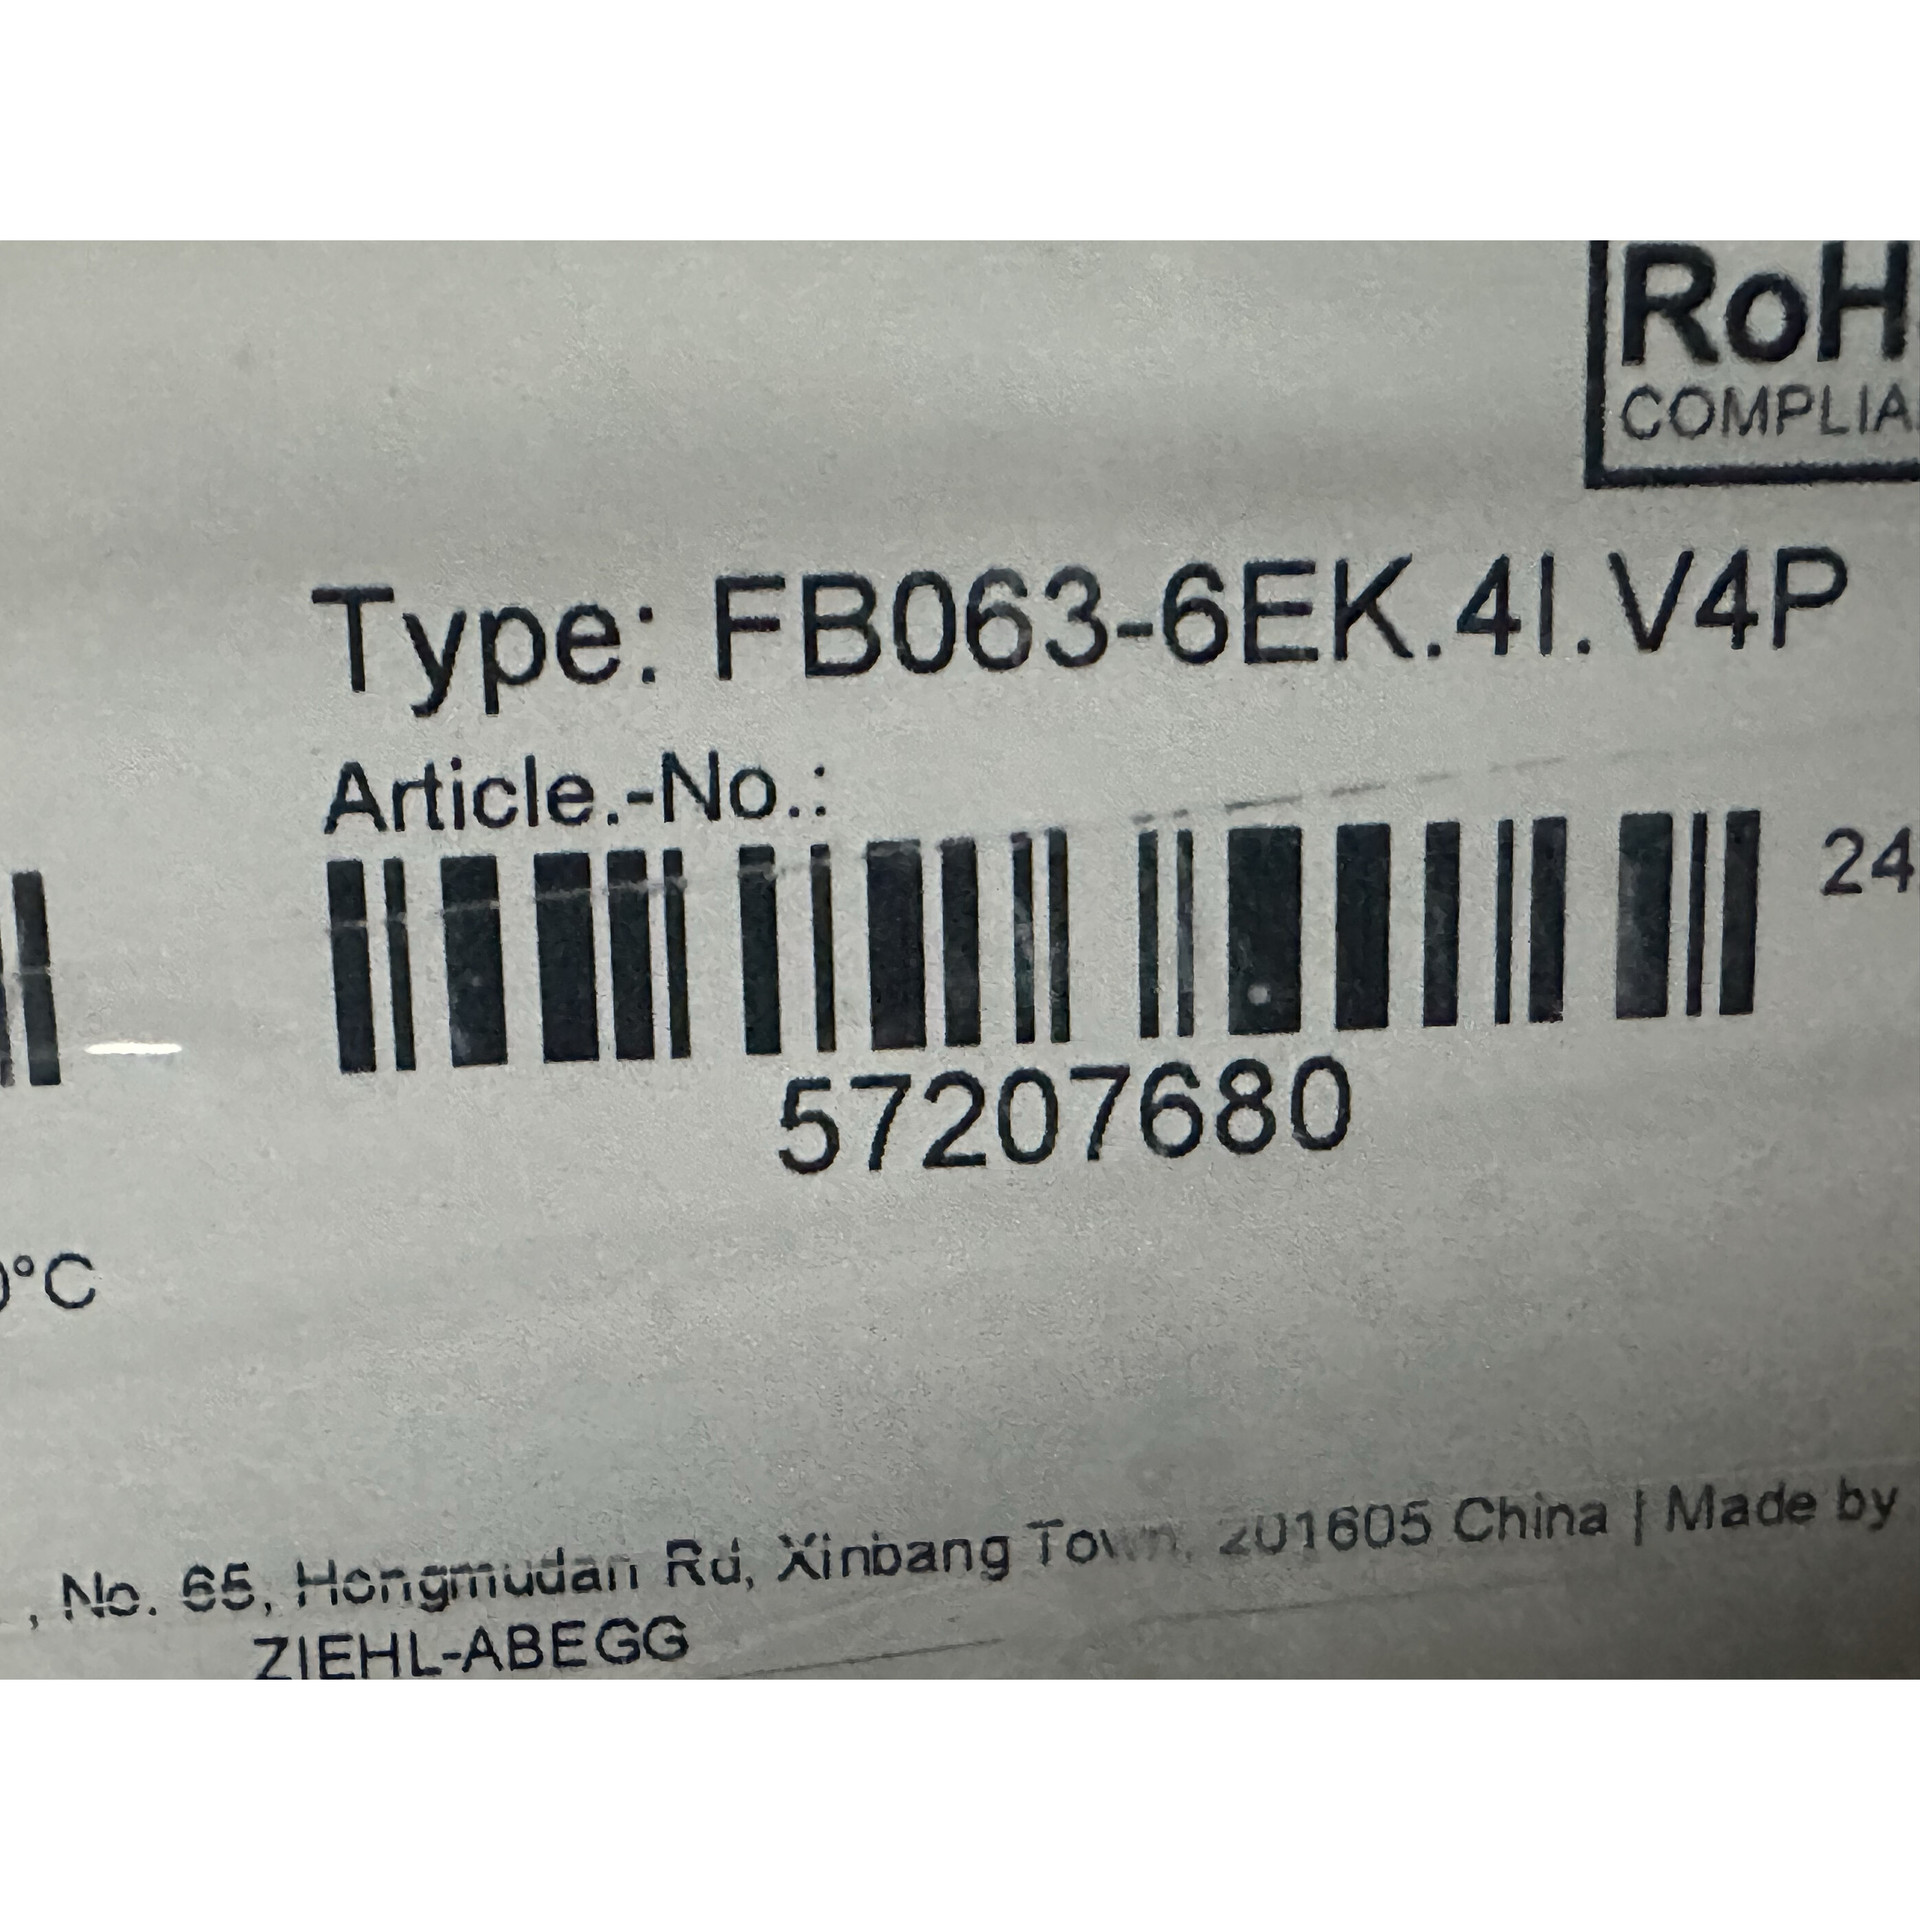 RoH
COMPLIA
Type: FB063-6EK.4I.V4P
Article.-No.:
24
57207680
°C
, No. 65, Hongmudan Rd, Xinbang Town, 201605 China | Made by
ZIEHL-ABEGG